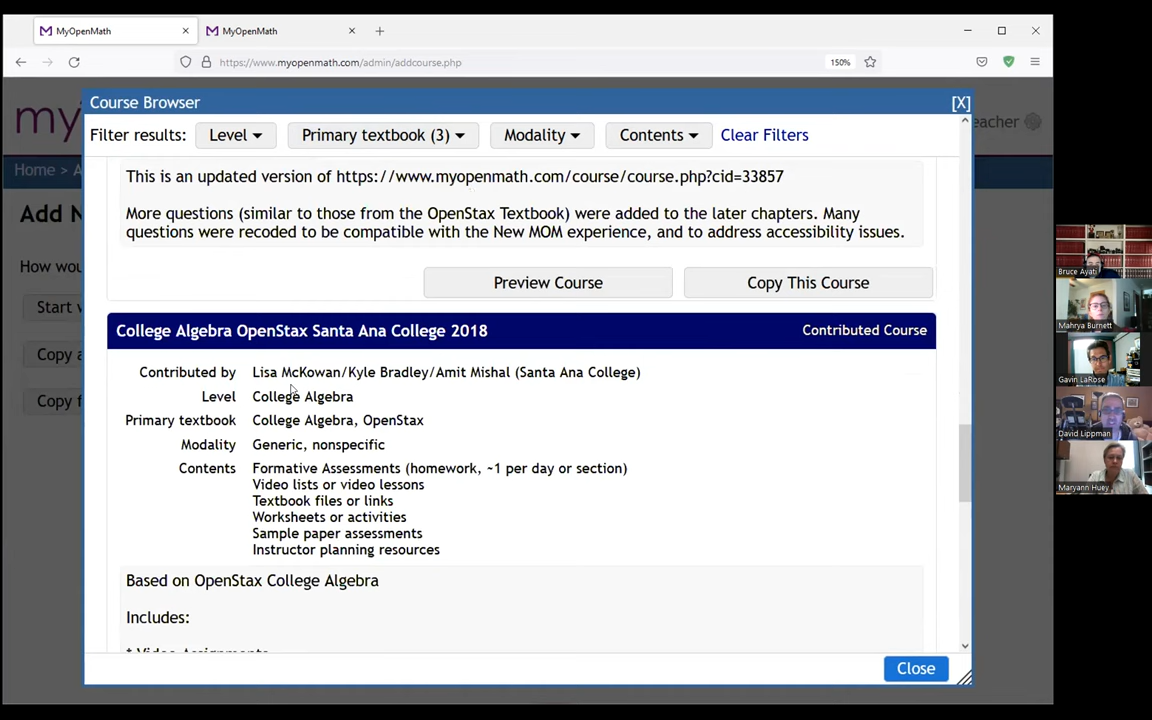 MyOpenMath
MyOpenMath
https://www.myopenmath.com/admin/addcourse.php
150%
my
eacher
Home > A
Add N
How wou
Start v
Copy a
Copy f
Course Browser
[X]
Filter results:
Level
Primary textbook (3)
Modality
Contents
Clear Filters
This is an updated version of https://www.myopenmath.com/course/course.php?cid=33857
More questions (similar to those from the OpenStax Textbook) were added to the later chapters. Many
questions were recoded to be compatible with the New MOM experience, and to address accessibility issues.
Preview Course
Copy This Course
College Algebra OpenStax Santa Ana College 2018
Contributed Course
Contributed by Lisa McKowan/Kyle Bradley/Amit Mishal (Santa Ana College)
Level College Algebra
Primary textbook College Algebra, OpenStax
Modality Generic, nonspecific
Contents Formative Assessments (homework, ~1 per day or section)
Video lists or video lessons
Textbook files or links
Worksheets or activities
Sample paper assessments
Instructor planning resources
Based on OpenStax College Algebra
Includes:
* Video Assignments
Close
Bruce Ayati
Mahrya Burnett
Gavin LaRose
David Lippman
Maryann Huey